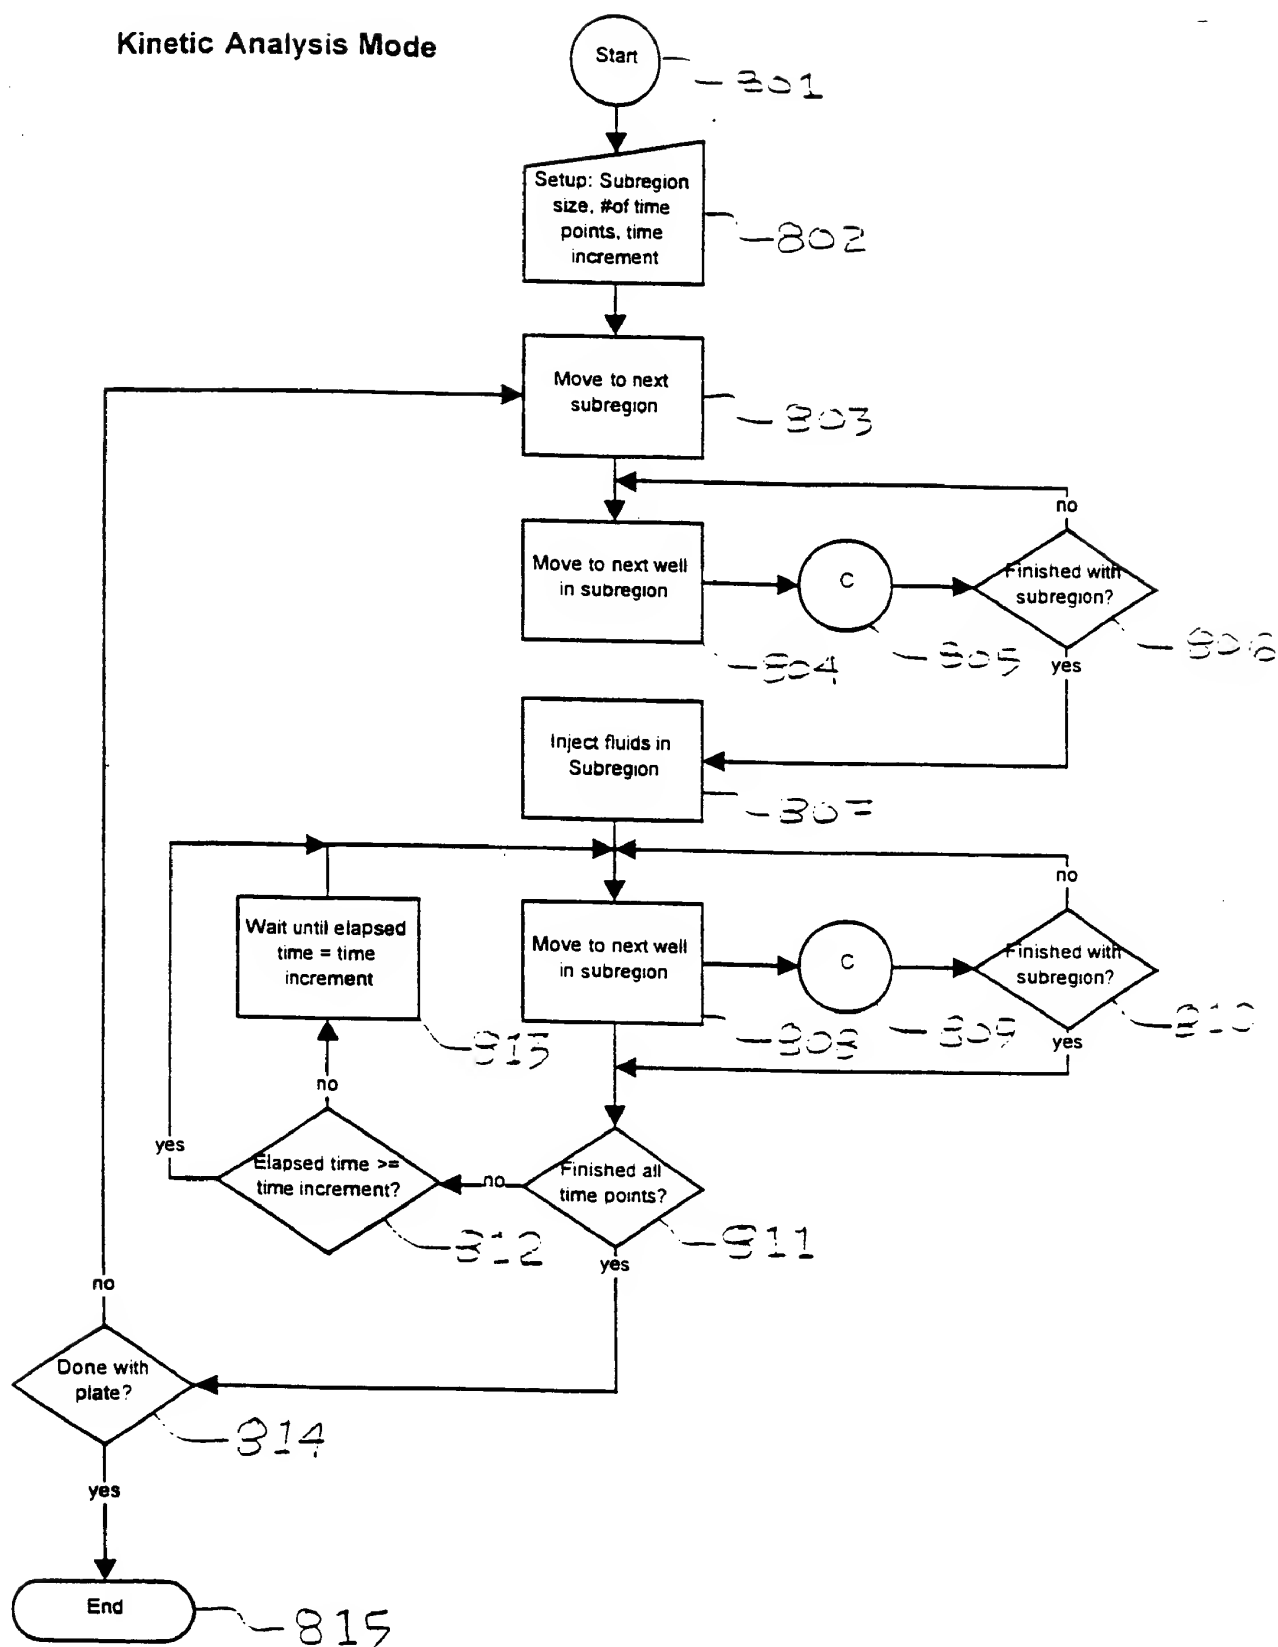 Kinetic Analysis Mode
Start
801
Setup: Subregion
size, #of time
points, time
increment
802
Move to next
subregion
803
no
Move to next well
in subregion
C
Finished with
subregion?
804
805
806
yes
Inject fluids in
Subregion
807
no
Wait until elapsed
time = time
increment
Move to next well
in subregion
C
Finished with
subregion?
813
808
809
810
yes
no
yes
Elapsed time >=
time increment?
no
Finished all
time points?
812
811
yes
no
Done with
plate?
814
yes
End
815